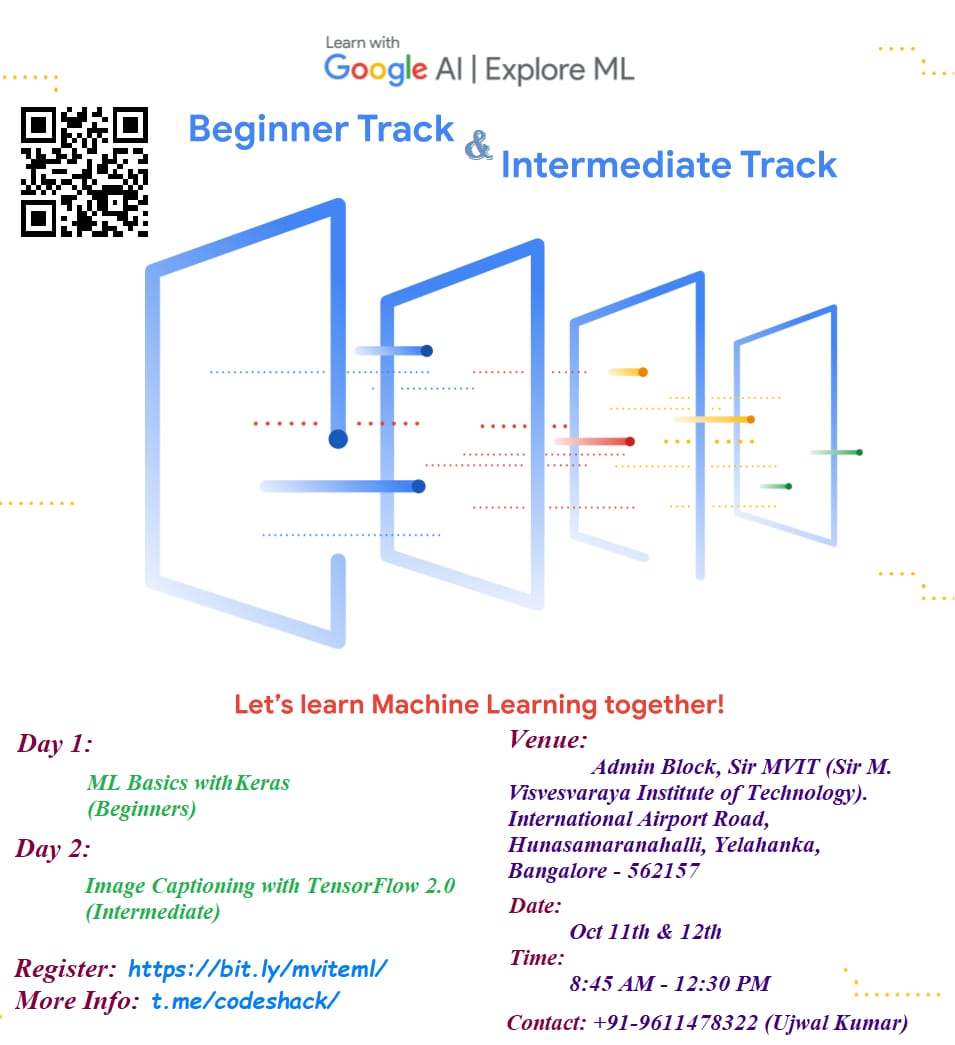 Learn with
Google AI | Explore ML
Beginner Track
&
Intermediate Track
Let's learn Machine Learning together!
Day 1:
ML Basics with Keras
(Beginners)
Day 2:
Image Captioning with TensorFlow 2.0
(Intermediate)
Register: https://bit.ly/mviteml/
More Info: t.me/codeshack/
Venue:
Admin Block, Sir MVIT (Sir M.
Visvesvaraya Institute of Technology).
International Airport Road,
Hunasamaranahalli, Yelahanka,
Bangalore - 562157
Date:
Oct 11th & 12th
Time:
8:45 AM - 12:30 PM
Contact: +91-9611478322 (Ujwal Kumar)